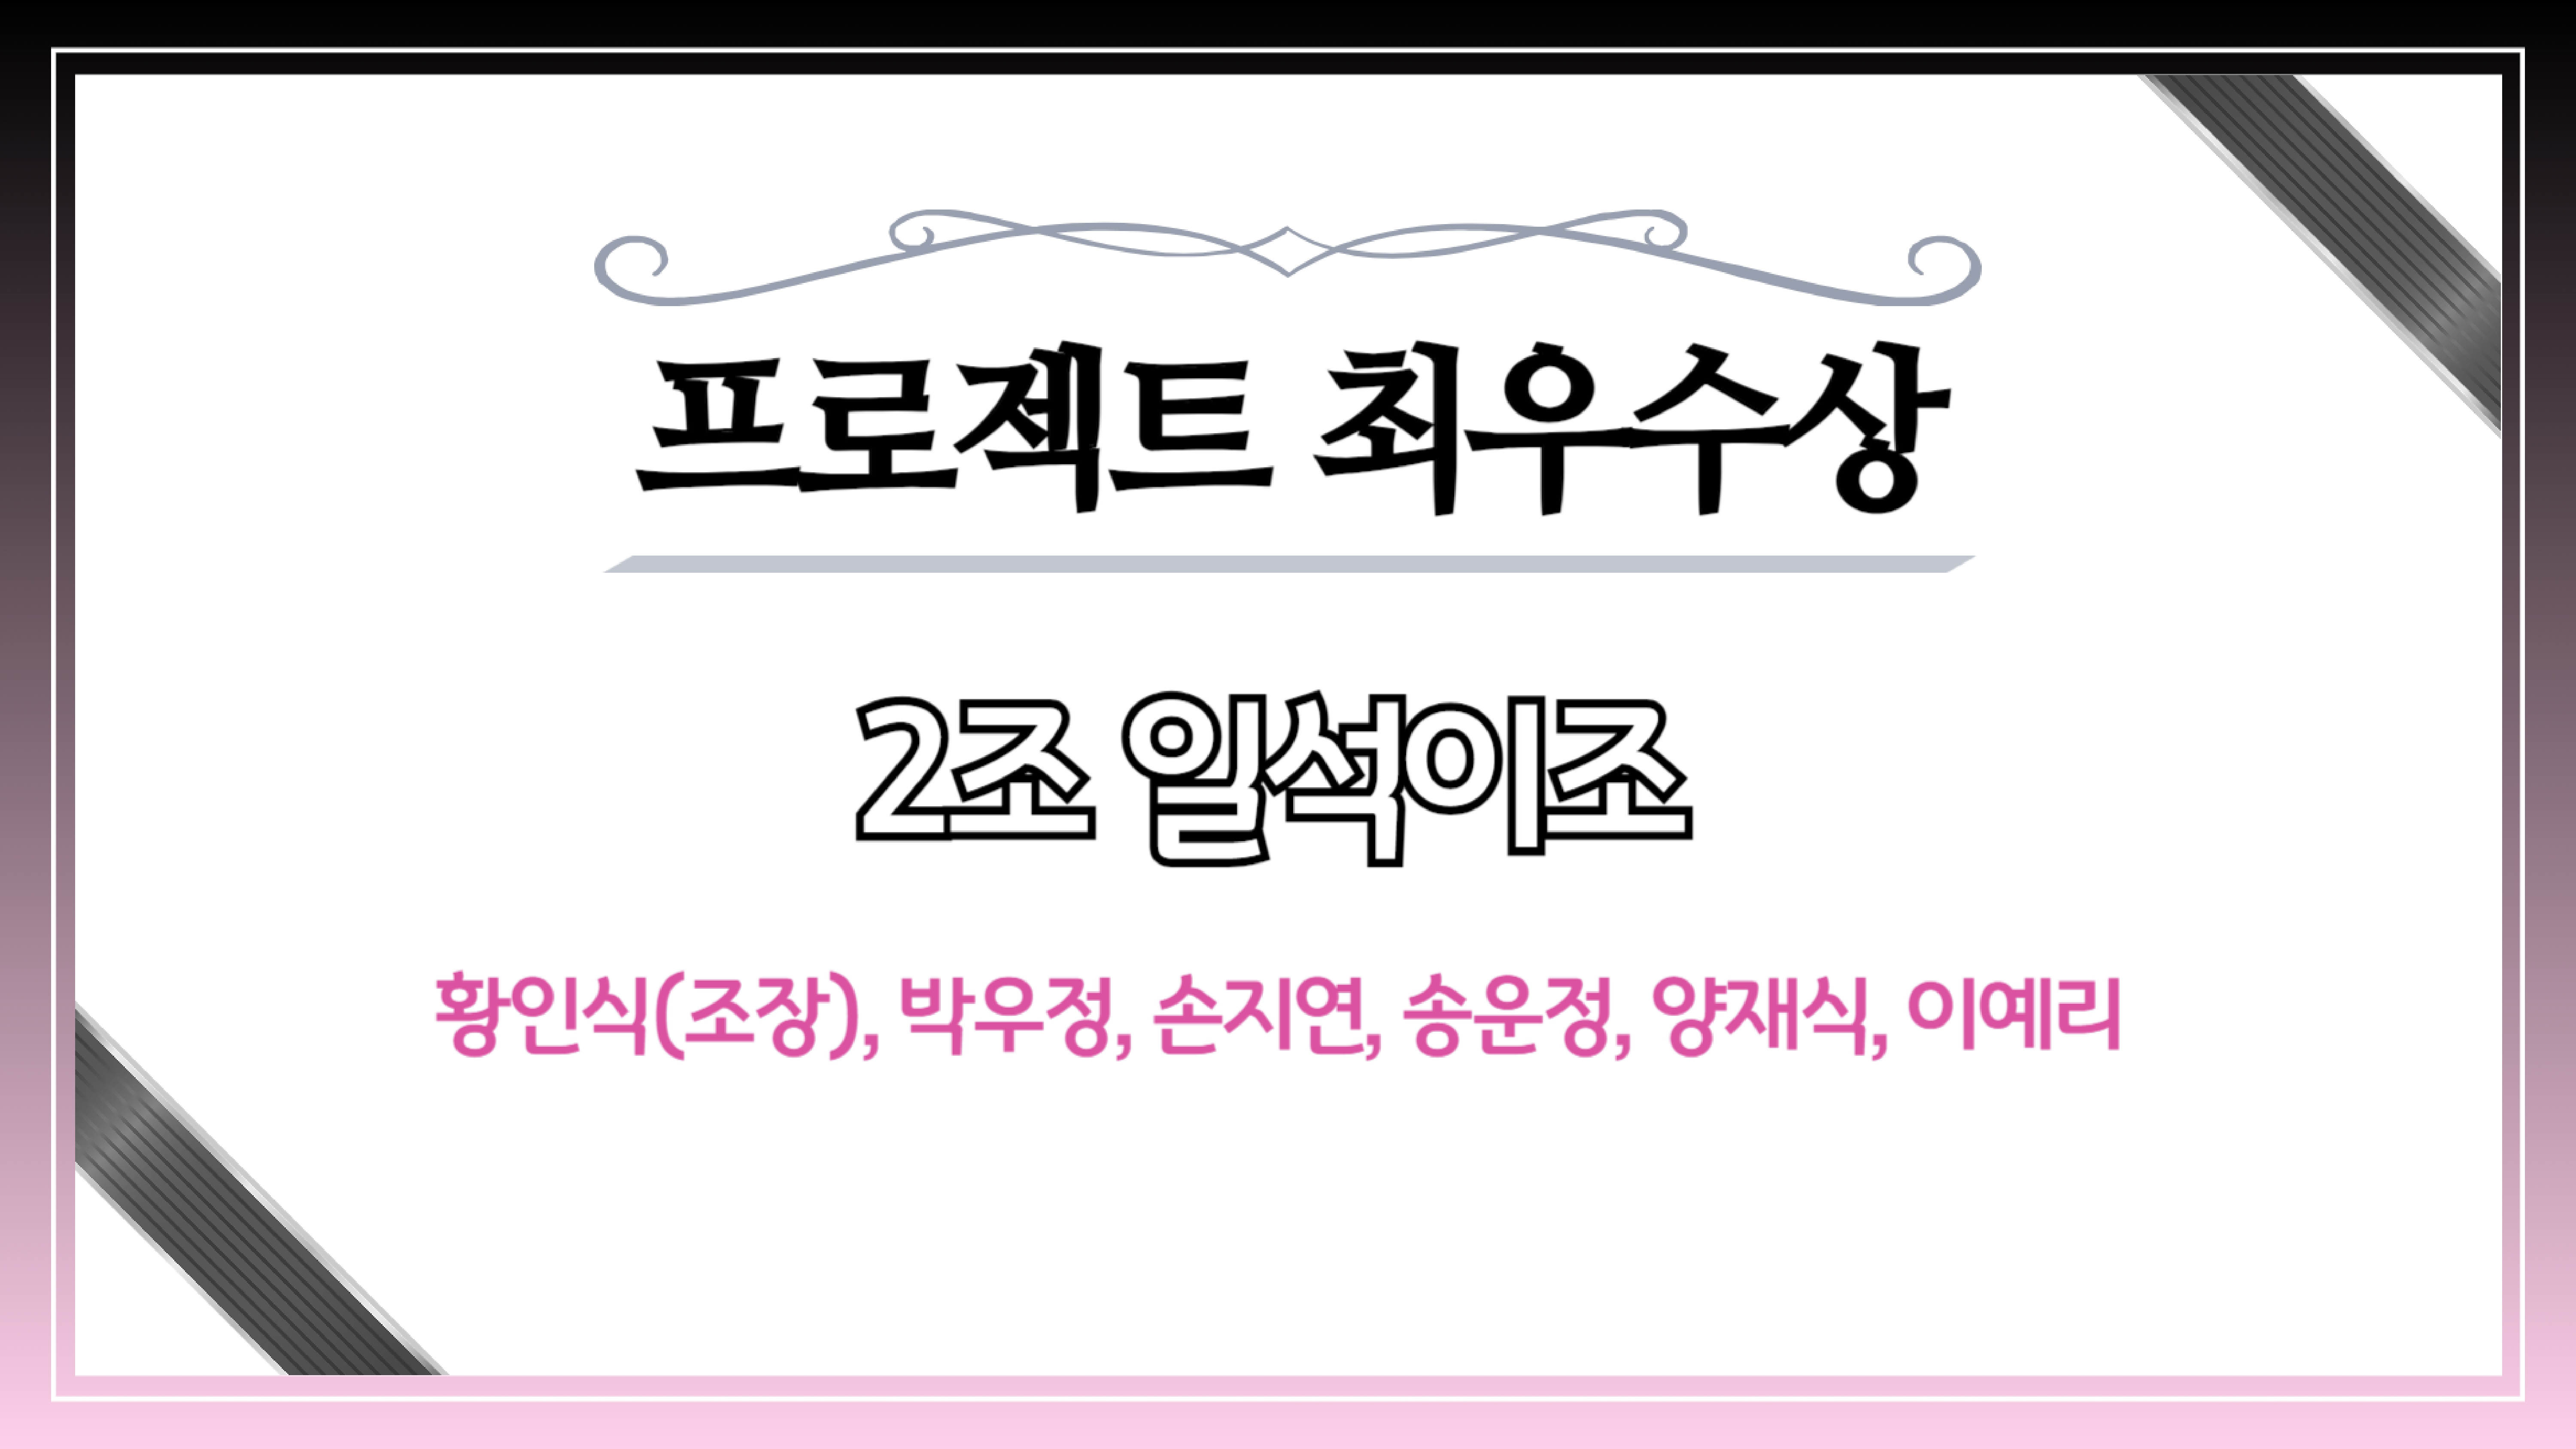 프로젝트 최우수상
2조 일석이조
황인식(조장), 박우정, 손지연, 송운정, 양재식, 이예리